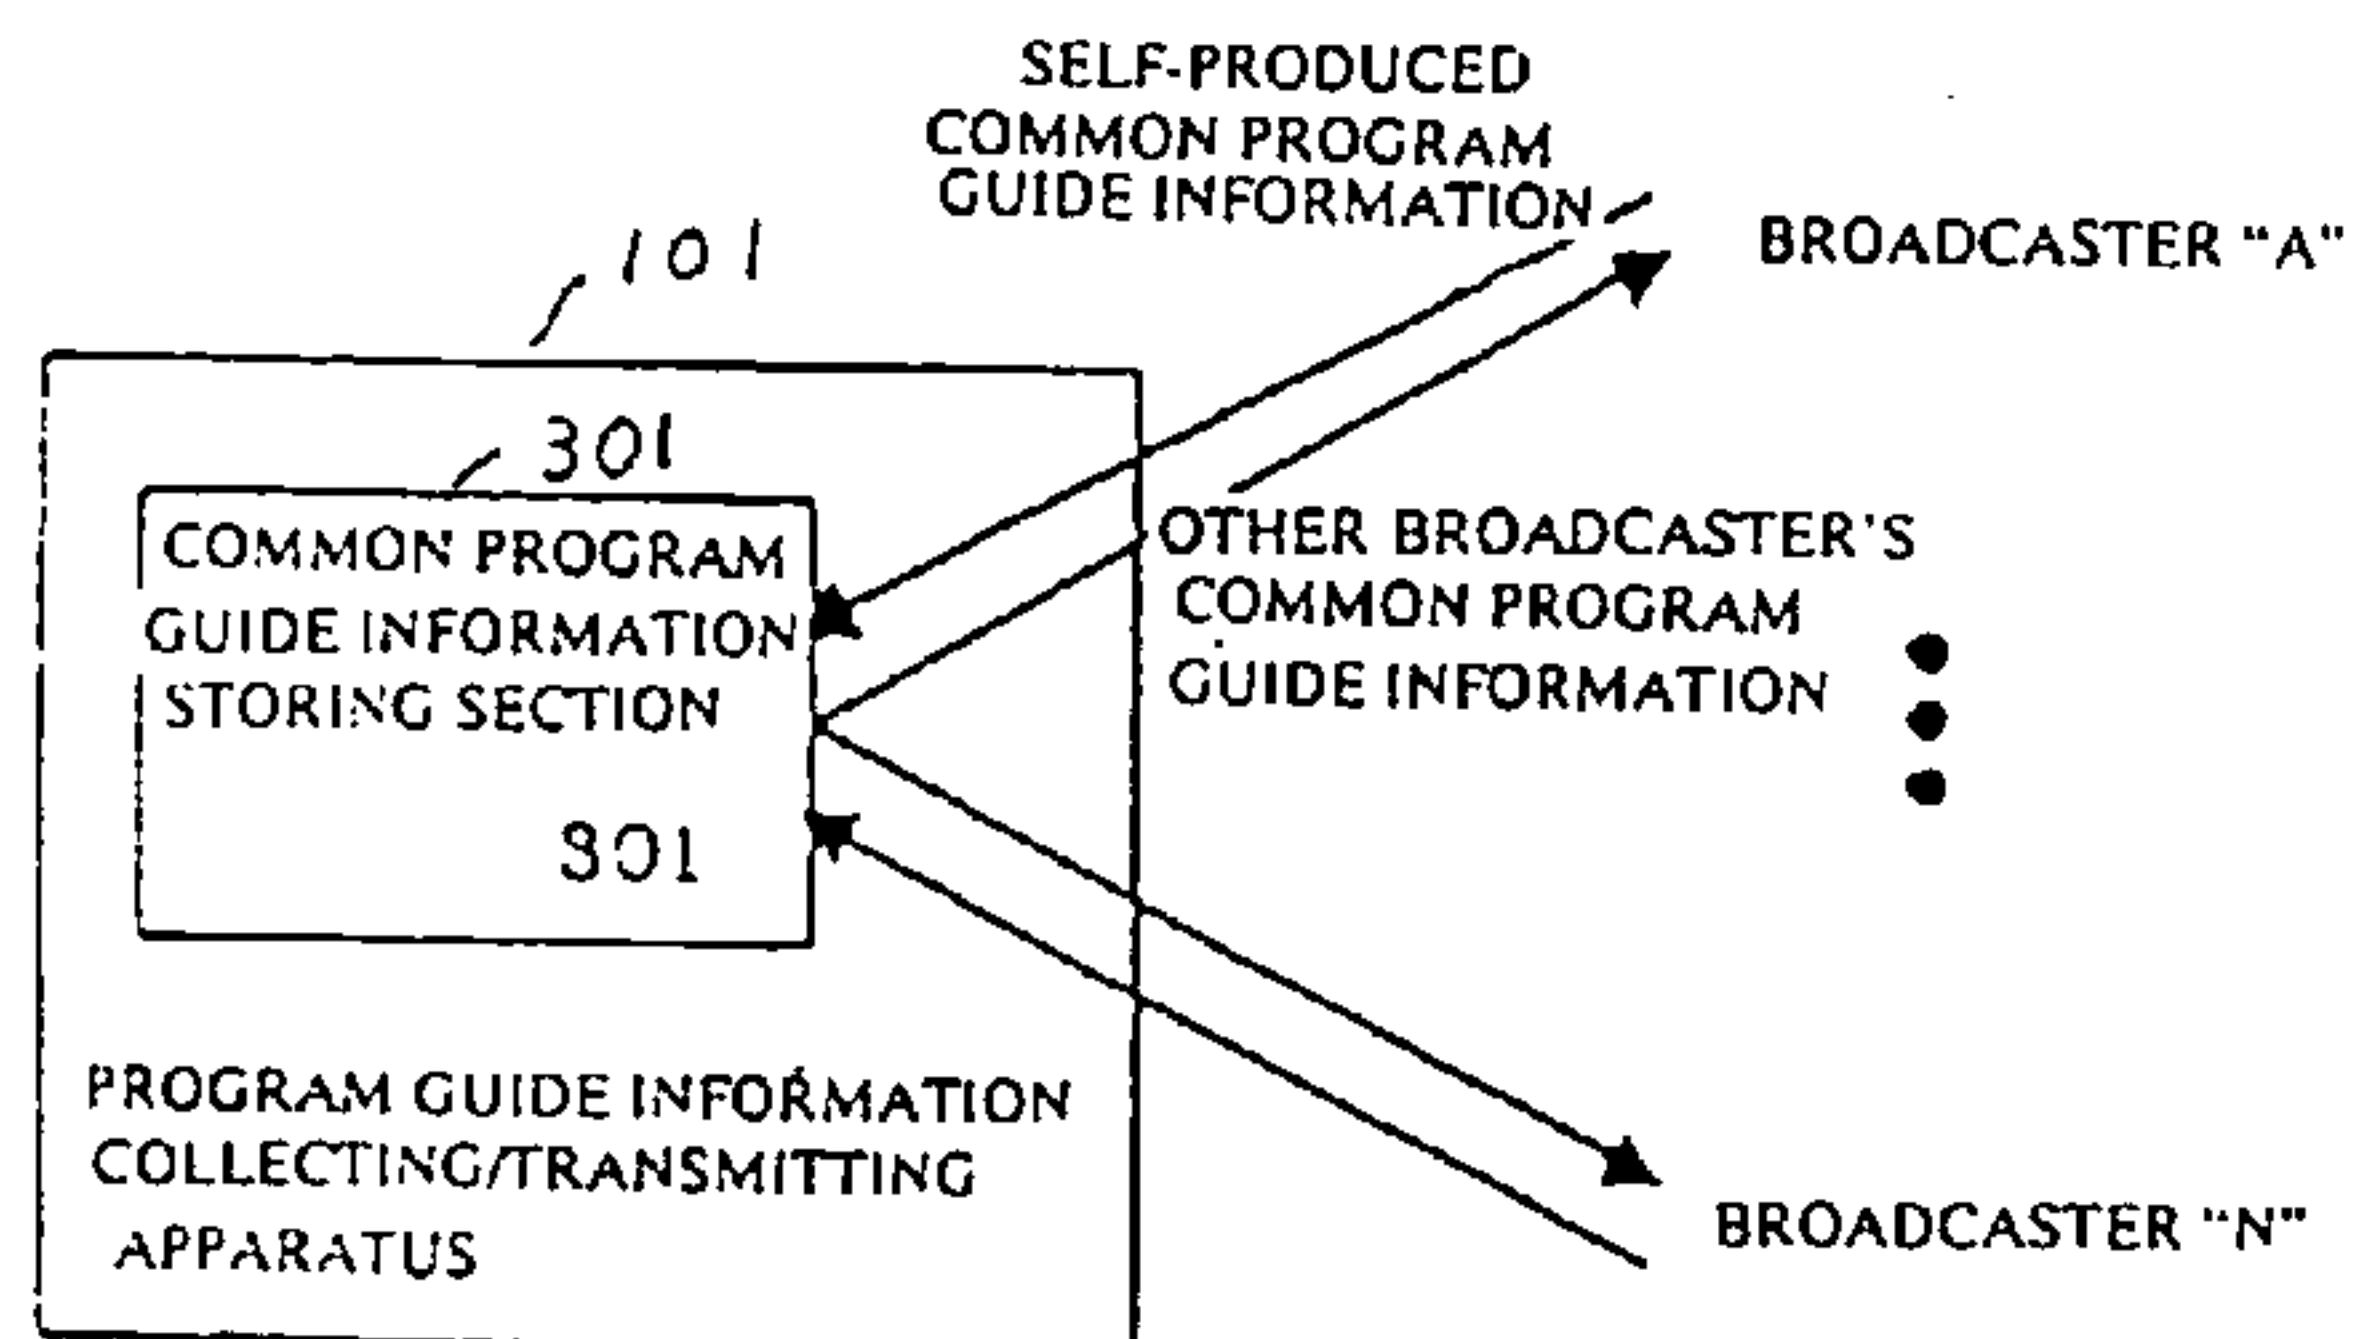 SELF-PRODUCED
COMMON PROGRAM
GUIDE INFORMATION
BROADCASTER "A"
101
301
COMMON PROGRAM
GUIDE INFORMATION
STORING SECTION
301
OTHER BROADCASTER'S
COMMON PROGRAM
GUIDE INFORMATION
PROGRAM GUIDE INFORMATION
COLLECTING/TRANSMITTING
APPARATUS
BROADCASTER "N"